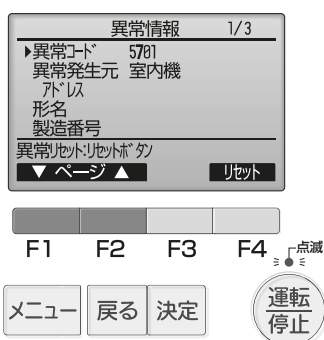 異常情報 1/3
▶異常コード 5701
異常発生元 室内機
アドレス
形名
製造番号
異常リセット:リセットボタン
▼ ページ ▲ リセット
F1 F2 F3 F4
点滅
メニュー 戻る 決定
運転
停止